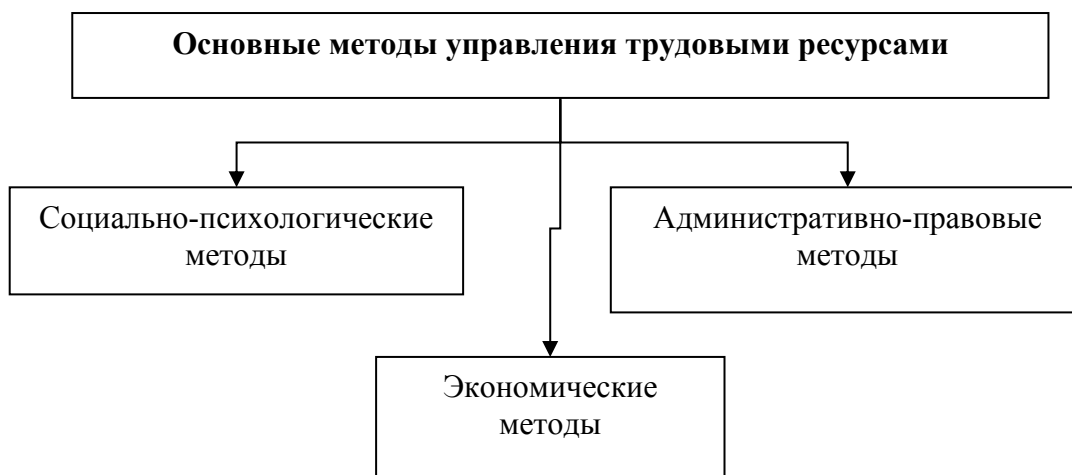 Основные методы управления трудовыми ресурсами
Социально-психологические
методы
Административно-правовые
методы
Экономические
методы